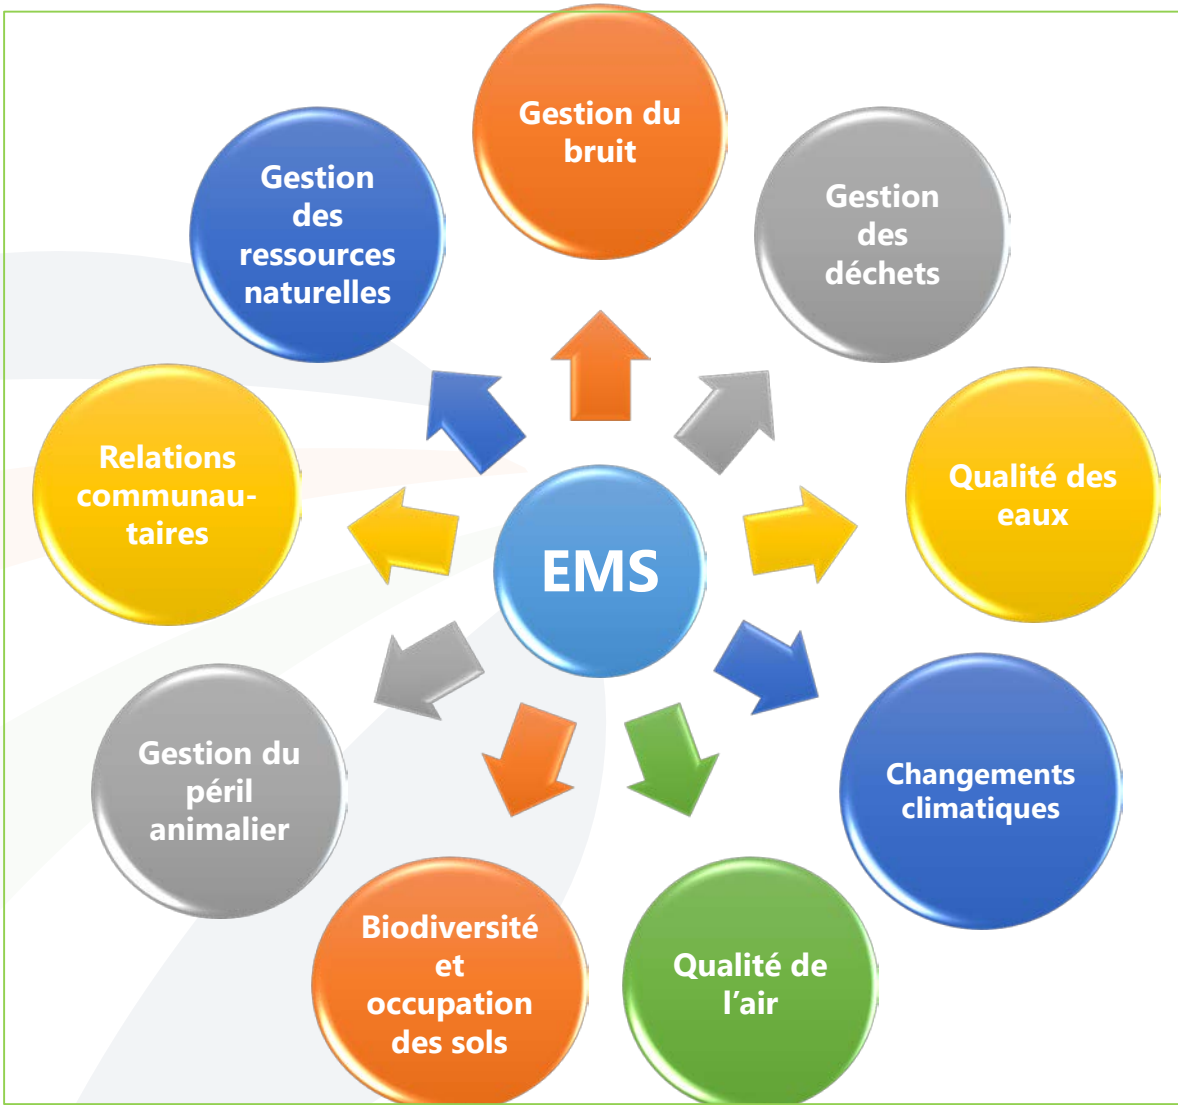 Gestion du
bruit
Gestion
des
déchets
Qualité des
eaux
Changements
climatiques
Qualité de
l’air
Biodiversité
et
occupation
des sols
Gestion du
péril
animalier
Relations
communau-
taires
Gestion
des
ressources
naturelles
EMS